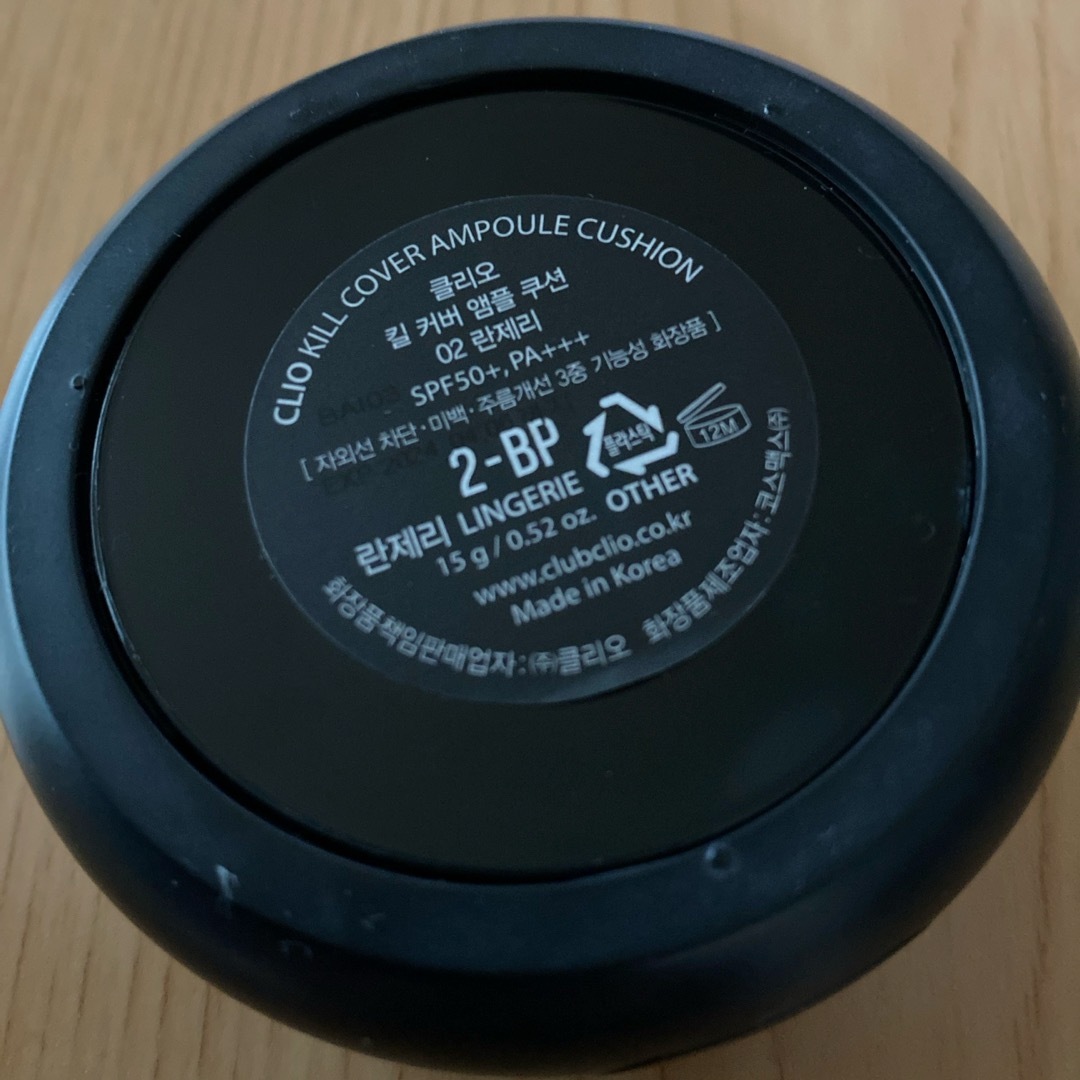 CLIO KILL COVER AMPOULE CUSHION
클리오
킬 커버 앰플 쿠션
02 란제리
SPF50+, PA+++
[ 자외선 차단·미백·주름개선 3중 기능성 화장품 ]
2-BP
플라스틱
12M
란제리 LINGERIE OTHER
15 g / 0.52 oz.
www.clubclio.co.kr
Made in Korea
화장품책임판매업자: ㈜클리오 화장품제조업자: 코스맥스㈜